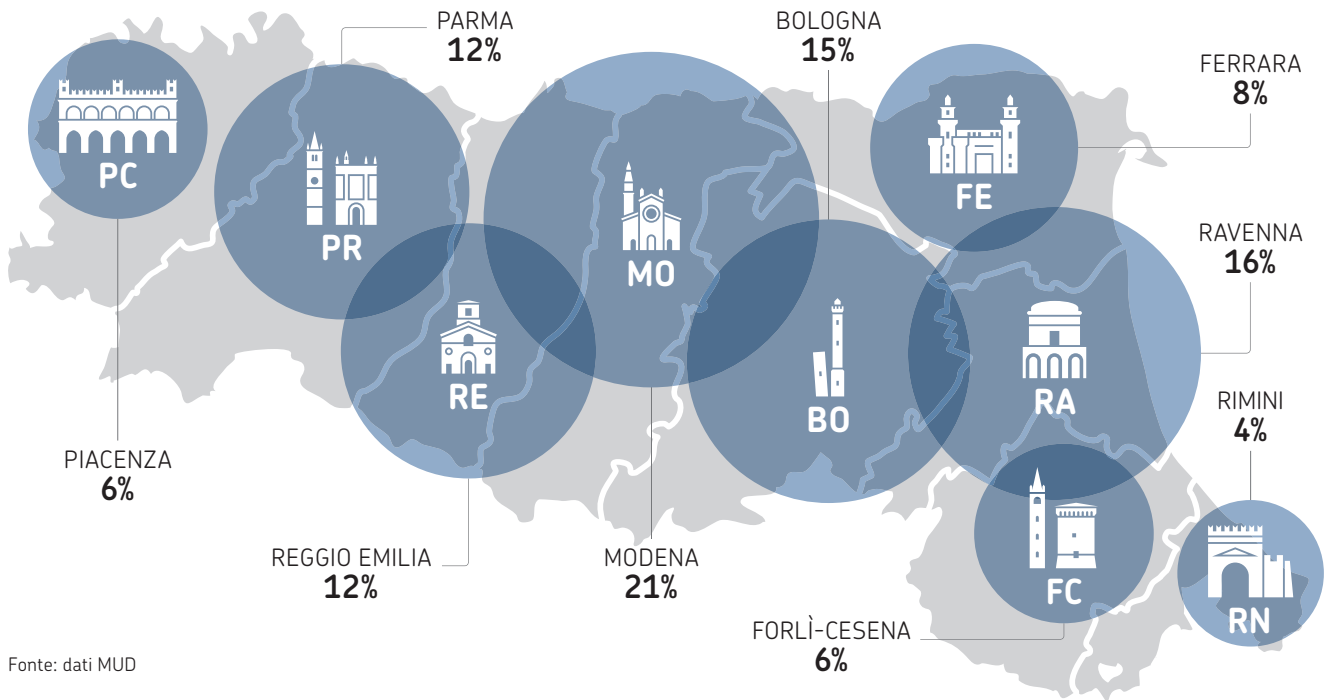 PARMA
12%
BOLOGNA
15%
FERRARA
8%
PC
PR
MO
FE
RAVENNA
16%
RE
BO
RA
RIMINI
4%
PIACENZA
6%
REGGIO EMILIA
12%
MODENA
21%
FC
RN
FORLÌ-CESENA
6%
Fonte: dati MUD